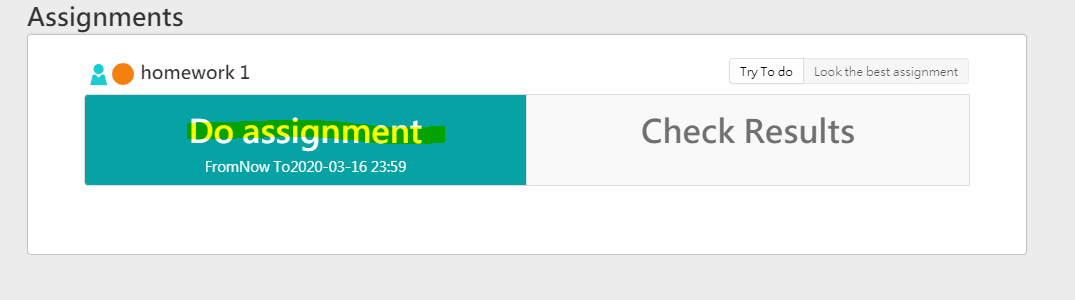 Assignments
homework 1
Try To do
Look the best assignment
Do assignment
FromNow To2020-03-16 23:59
Check Results